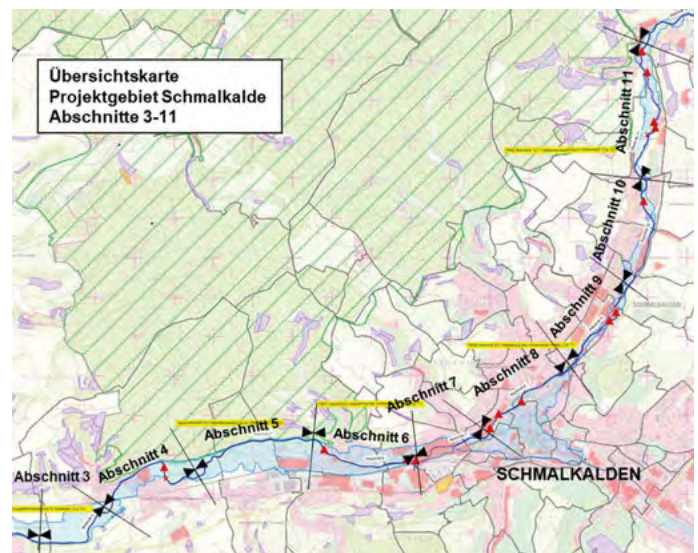 Übersichtskarte
Projektgebiet Schmalkalde
Abschnitte 3-11
Abschnitt 11
Abschnitt 10
Abschnitt 9
Abschnitt 8
Abschnitt 7
Abschnitt 6
Abschnitt 5
Abschnitt 4
Abschnitt 3
SCHMALKALDEN
SCHMALKALDEN